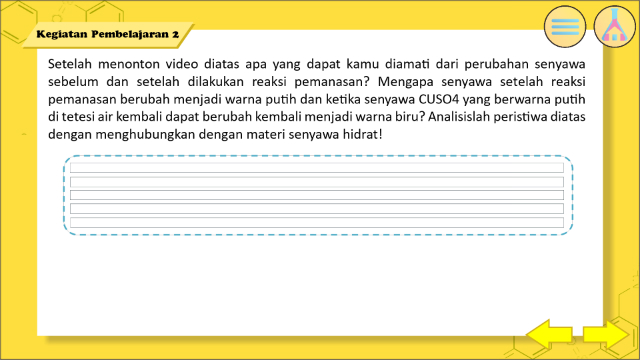 Kegiatan Pembelajaran 2
Setelah menonton video diatas apa yang dapat kamu diamati dari perubahan senyawa
sebelum dan setelah dilakukan reaksi pemanasan? Mengapa senyawa setelah reaksi
pemanasan berubah menjadi warna putih dan ketika senyawa CUSO4 yang berwarna putih
di tetesi air kembali dapat berubah kembali menjadi warna biru? Analisislah peristiwa diatas
dengan menghubungkan dengan materi senyawa hidrat!